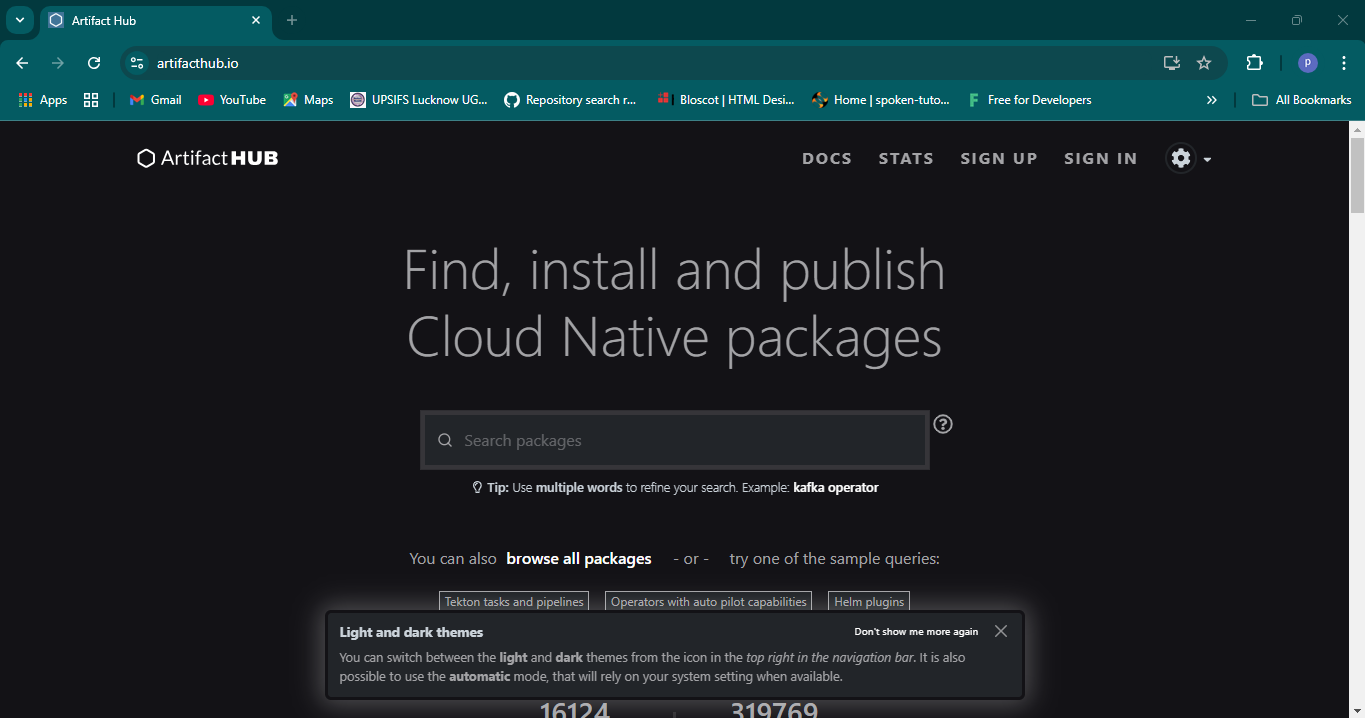 Artifact Hub
artifacthub.io
P
Apps
Gmail
YouTube
Maps
UPSIFS Lucknow UG...
Repository search r...
Bloscot | HTML Desi...
Home | spoken-tuto...
Free for Developers
All Bookmarks
Artifact HUB
DOCS STATS SIGN UP SIGN IN
Find, install and publish
Cloud Native packages
Search packages
Tip: Use multiple words to refine your search. Example: kafka operator
You can also browse all packages - or - try one of the sample queries:
Tekton tasks and pipelines Operators with auto pilot capabilities Helm plugins
Light and dark themes
Don't show me more again
You can switch between the light and dark themes from the icon in the top right in the navigation bar. It is also
possible to use the automatic mode, that will rely on your system setting when available.
16124 319769